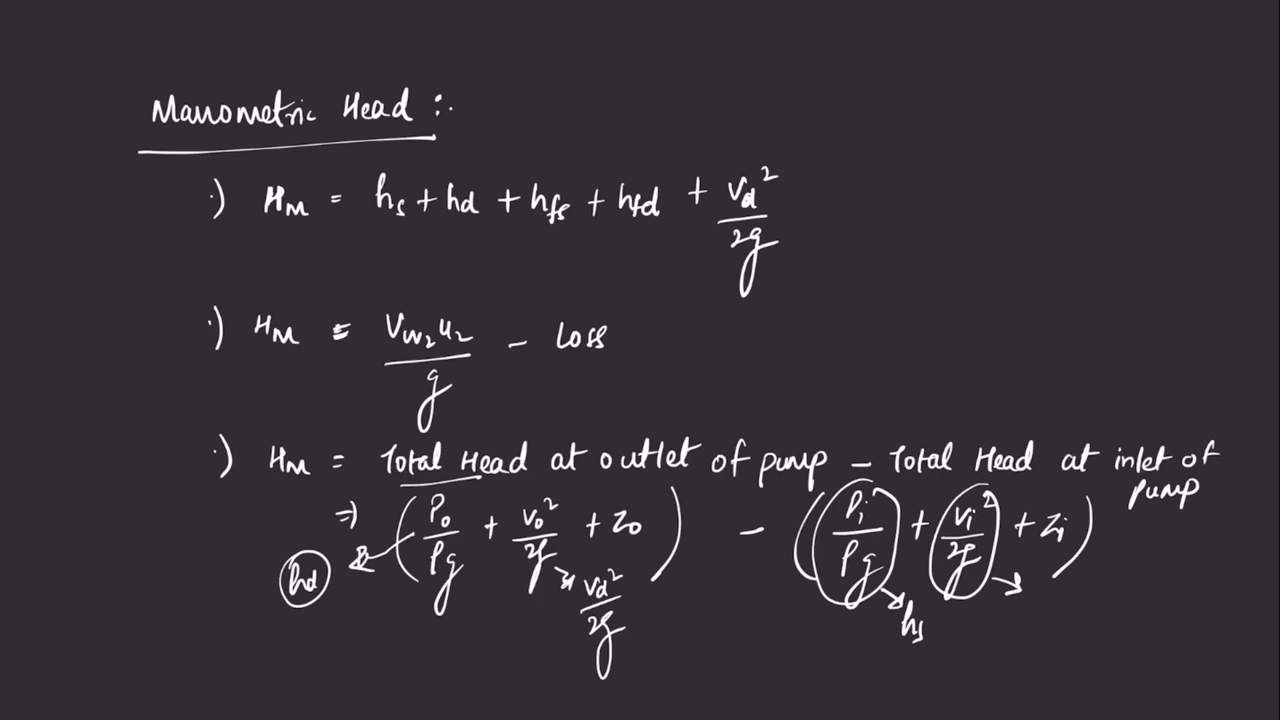 Manometric Head :.
·) HM = hs + hd + hfs + hfd + Vd²/2g
·) HM = Vw2 u2/g - Loss
·) HM = Total Head at outlet of pump - Total Head at inlet of pump
⇒ (Po/ρg + Vo²/2g + Zo) - (Pi/ρg + Vi²/2g + Zi)
hd
Vd²/2g
hs